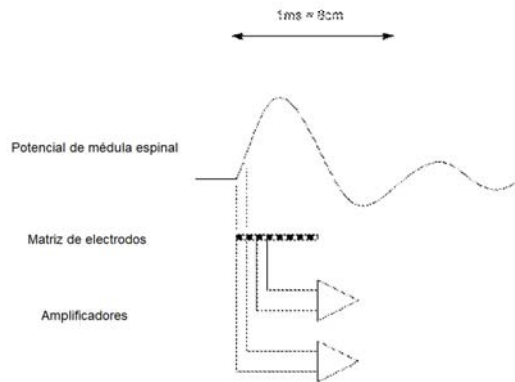 1ms ≈ 8cm
Potencial de médula espinal
Matriz de electrodos
Amplificadores